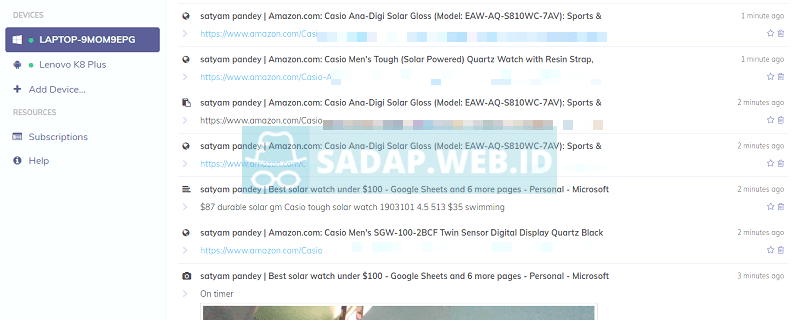 DEVICES
LAPTOP-9MOM9EPG
Lenovo K8 Plus
Add Device...
RESOURCES
Subscriptions
Help
satyam pandey | Amazon.com: Casio Ana-Digi Solar Gloss (Model: EAW-AQ-S810WC-7AV): Sports &
1 minute ago
https://www.amazon.com/Casi
satyam pandey | Amazon.com: Casio Men's Tough (Solar Powered) Quartz Watch with Resin Strap,
1 minute ago
https://www.amazon.com/Casio-A
satyam pandey | Amazon.com: Casio Ana-Digi Solar Gloss (Model: EAW-AQ-S810WC-7AV): Sports &
2 minutes ago
https://www.amazon.com/Casio
satyam pandey | Amazon.com: Casio Ana-Digi Solar Gloss (Model: EAW-AQ-S810WC-7AV): Sports &
2 minutes ago
https://www.amazon.com/C
SADAP.WEB.ID
satyam pandey | Best solar watch under $100 - Google Sheets and 6 more pages - Personal - Microsoft
2 minutes ago
$87 durable solar gm Casio tough solar watch 1903101 4.5 513 $35 swimming
satyam pandey | Amazon.com: Casio Men's SGW-100-2BCF Twin Sensor Digital Display Quartz Black
2 minutes ago
https://www.amazon.com/Casio
satyam pandey | Best solar watch under $100 - Google Sheets and 6 more pages - Personal - Microsoft
3 minutes ago
On timer